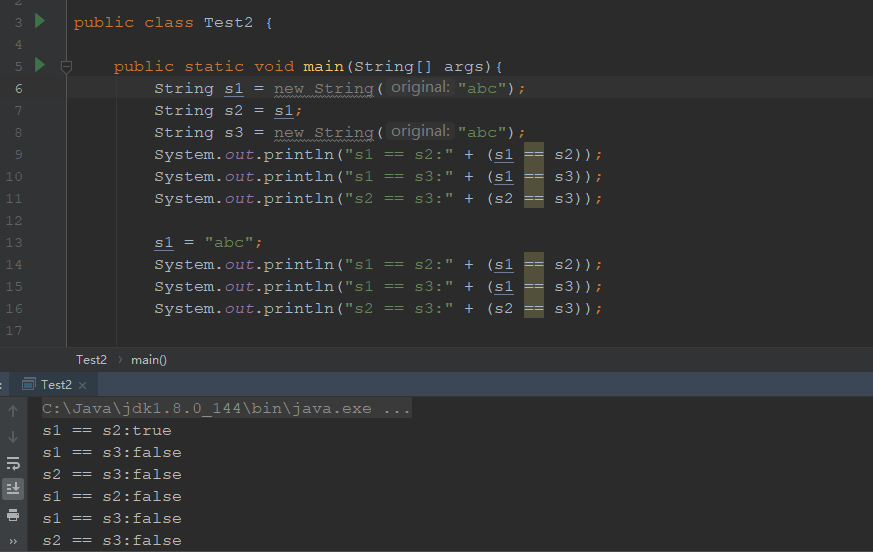 3 public class Test2 {
4
5 public static void main(String[] args){
6 String s1 = new String( original: "abc");
7 String s2 = s1;
8 String s3 = new String( original: "abc");
9 System.out.println("s1 == s2:" + (s1 == s2));
10 System.out.println("s1 == s3:" + (s1 == s3));
11 System.out.println("s2 == s3:" + (s2 == s3));
12
13 s1 = "abc";
14 System.out.println("s1 == s2:" + (s1 == s2));
15 System.out.println("s1 == s3:" + (s1 == s3));
16 System.out.println("s2 == s3:" + (s2 == s3));
17
Test2 › main()
: Test2 ×
C:\Java\jdk1.8.0_144\bin\java.exe ...
s1 == s2:true
s1 == s3:false
s2 == s3:false
s1 == s2:false
s1 == s3:false
s2 == s3:false